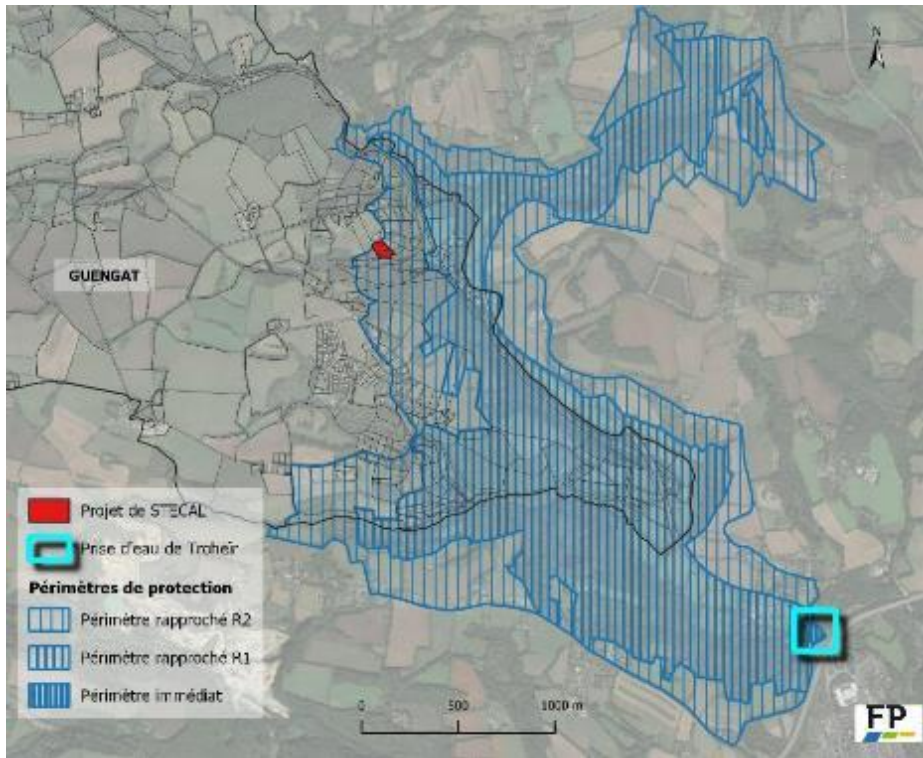 N
GUENGAT
Projet de STECAL
Prise d'eau de Troheïr
Périmètres de protection
Périmètre rapproché R2
Périmètre rapproché R1
Périmètre immédiat
0 500 1000 m
FP